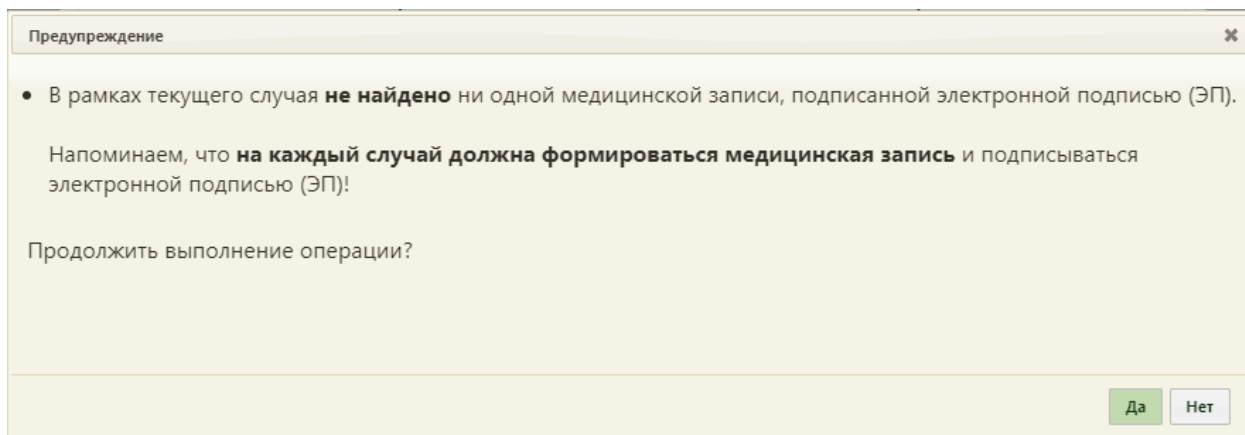 Предупреждение
В рамках текущего случая не найдено ни одной медицинской записи, подписанной электронной подписью (ЭП).
Напоминаем, что на каждый случай должна формироваться медицинская запись и подписываться
электронной подписью (ЭП)!
Продолжить выполнение операции?
Да Нет